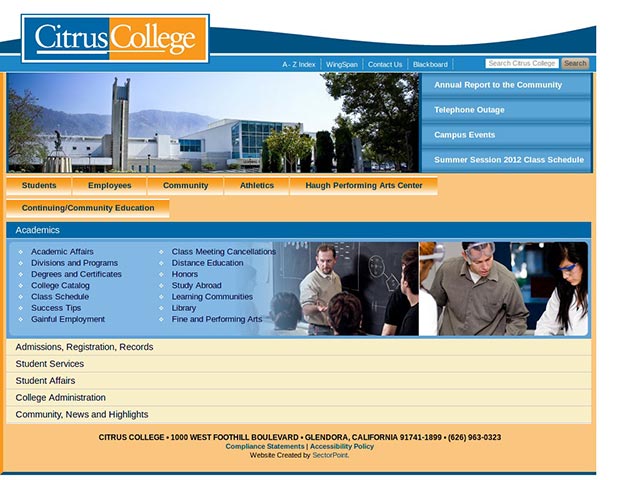 CitrusCollege
A - Z Index WingSpan Contact Us Blackboard Search Citrus College Search
Annual Report to the Community
Telephone Outage
Campus Events
Summer Session 2012 Class Schedule
Students Employees Community Athletics Haugh Performing Arts Center
Continuing/Community Education
Academics
Academic Affairs
Divisions and Programs
Degrees and Certificates
College Catalog
Class Schedule
Success Tips
Gainful Employment
Class Meeting Cancellations
Distance Education
Honors
Study Abroad
Learning Communities
Library
Fine and Performing Arts
Admissions, Registration, Records
Student Services
Student Affairs
College Administration
Community, News and Highlights
CITRUS COLLEGE • 1000 WEST FOOTHILL BOULEVARD • GLENDORA, CALIFORNIA 91741-1899 • (626) 963-0323
Compliance Statements | Accessibility Policy
Website Created by SectorPoint.